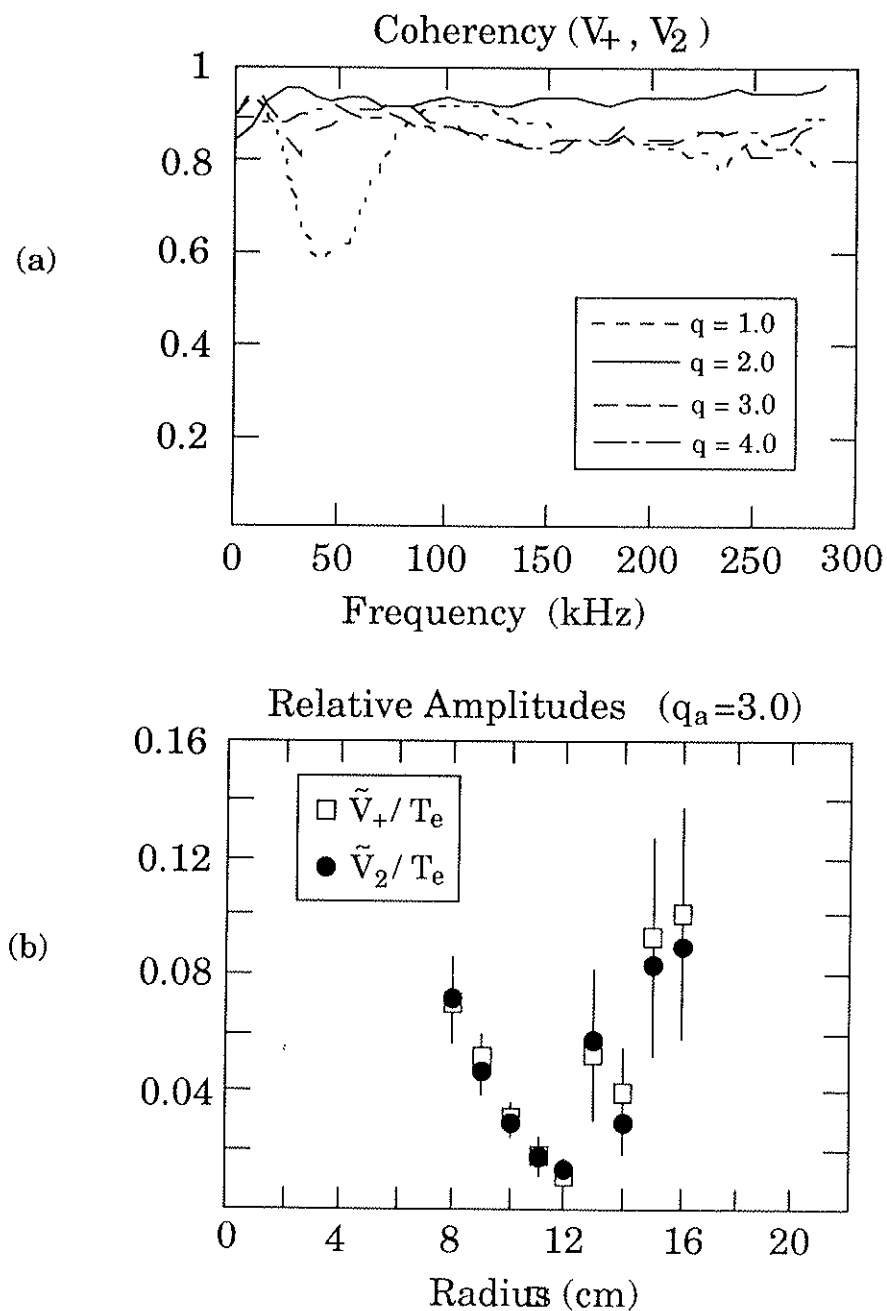 Coherency (V+ , V2 )
1
0.8
0.6
0.4
0.2
(a)
q = 1.0
q = 2.0
q = 3.0
q = 4.0
0 50 100 150 200 250 300
Frequency (kHz)
Relative Amplitudes (qa=3.0)
0.16
0.12
0.08
0.04
(b)
Ṽ+/ Te
Ṽ2/ Te
0 4 8 12 16 20
Radius (cm)